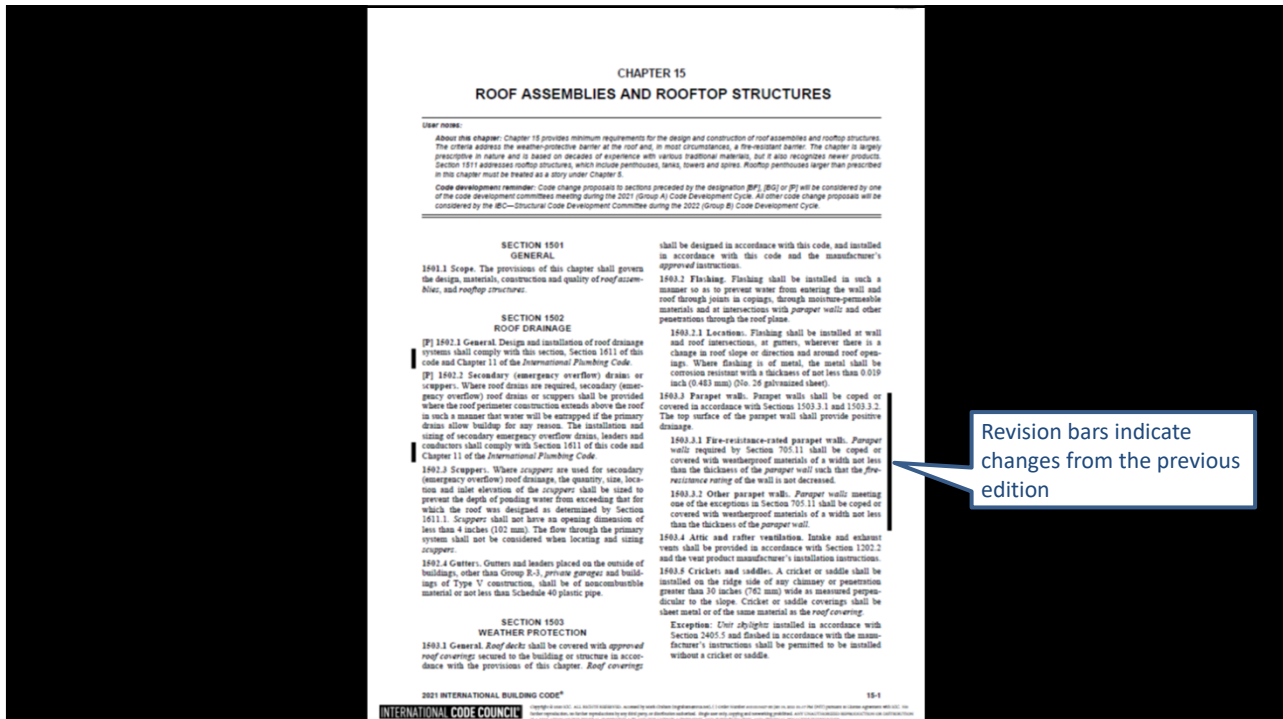 CHAPTER 15
ROOF ASSEMBLIES AND ROOFTOP STRUCTURES
User notes:
About this chapter: Chapter 15 provides minimum requirements for the design and construction of roof assemblies and rooftop structures.
The criteria address the weather-protective barrier at the roof and, in most circumstances, a fire-resistant barrier. The chapter is largely
prescriptive in nature and is based on decades of experience with various traditional materials, but it also recognizes newer products.
Section 1511 addresses rooftop structures, which include penthouses, tanks, towers and spires. Rooftop penthouses larger than prescribed
in this chapter must be treated as a story under Chapter 5.
Code development reminder: Code change proposals to sections preceded by the designation [BF], [BG] or [P] will be considered by one
of the code development committees meeting during the 2021 (Group A) Code Development Cycle. All other code change proposals will be
considered by the IBC—Structural Code Development Committee during the 2022 (Group B) Code Development Cycle.
SECTION 1501
GENERAL
1501.1 Scope. The provisions of this chapter shall govern
the design, materials, construction and quality of roof assem-
blies, and rooftop structures.
SECTION 1502
ROOF DRAINAGE
[P] 1502.1 General. Design and installation of roof drainage
systems shall comply with this section, Section 1611 of this
code and Chapter 11 of the International Plumbing Code.
[P] 1502.2 Secondary (emergency overflow) drains or
scuppers. Where roof drains are required, secondary (emer-
gency overflow) roof drains or scuppers shall be provided
where the roof perimeter construction extends above the roof
in such a manner that water will be entrapped if the primary
drains allow buildup for any reason. The installation and
sizing of secondary emergency overflow drains, leaders and
conductors shall comply with Section 1611 of this code and
Chapter 11 of the International Plumbing Code.
1502.3 Scuppers. Where scuppers are used for secondary
(emergency overflow) roof drainage, the quantity, size, loca-
tion and inlet elevation of the scuppers shall be sized to
prevent the depth of ponding water from exceeding that for
which the roof was designed as determined by Section
1611.1. Scuppers shall not have an opening dimension of
less than 4 inches (102 mm). The flow through the primary
system shall not be considered when locating and sizing
scuppers.
1502.4 Gutters. Gutters and leaders placed on the outside of
buildings, other than Group R-3, private garages and build-
ings of Type V construction, shall be of noncombustible
material or not less than Schedule 40 plastic pipe.
SECTION 1503
WEATHER PROTECTION
1503.1 General. Roof decks shall be covered with approved
roof coverings secured to the building or structure in accor-
dance with the provisions of this chapter. Roof coverings
shall be designed in accordance with this code, and installed
in accordance with this code and the manufacturer's
approved instructions.
1503.2 Flashing. Flashing shall be installed in such a
manner so as to prevent water from entering the wall and
roof through joints in copings, through moisture-permeable
materials and at intersections with parapet walls and other
penetrations through the roof plane.
1503.2.1 Locations. Flashing shall be installed at wall
and roof intersections, at gutters, wherever there is a
change in roof slope or direction and around roof open-
ings. Where flashing is of metal, the metal shall be
corrosion resistant with a thickness of not less than 0.019
inch (0.483 mm) (No. 26 galvanized sheet).
1503.3 Parapet walls. Parapet walls shall be coped or
covered in accordance with Sections 1503.3.1 and 1503.3.2.
The top surface of the parapet wall shall provide positive
drainage.
1503.3.1 Fire-resistance-rated parapet walls. Parapet
walls required by Section 705.11 shall be coped or
covered with weatherproof materials of a width not less
than the thickness of the parapet wall such that the fire-
resistance rating of the wall is not decreased.
1503.3.2 Other parapet walls. Parapet walls meeting
one of the exceptions in Section 705.11 shall be coped or
covered with weatherproof materials of a width not less
than the thickness of the parapet wall.
1503.4 Attic and rafter ventilation. Intake and exhaust
vents shall be provided in accordance with Section 1202.2
and the vent product manufacturer's installation instructions.
1503.5 Crickets and saddles. A cricket or saddle shall be
installed on the ridge side of any chimney or penetration
greater than 30 inches (762 mm) wide as measured perpen-
dicular to the slope. Cricket or saddle coverings shall be
sheet metal or of the same material as the roof covering.
Exception: Unit skylights installed in accordance with
Section 2405.5 and flashed in accordance with the manu-
facturer's instructions shall be permitted to be installed
without a cricket or saddle.
Revision bars indicate
changes from the previous
edition
2021 INTERNATIONAL BUILDING CODE®
15-1
INTERNATIONAL CODE COUNCIL®